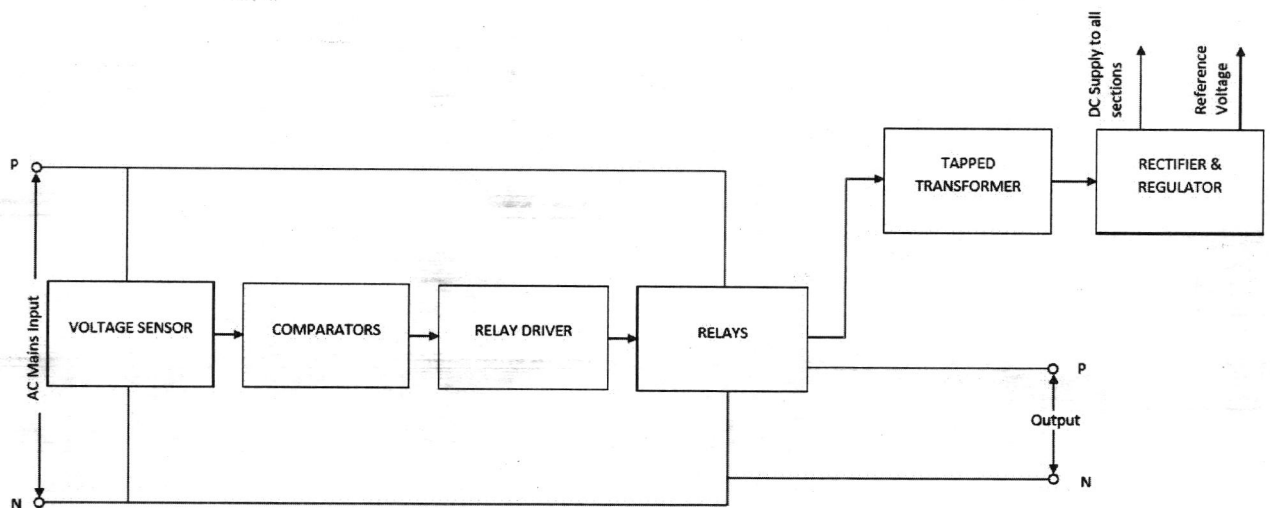 DC Supply to all
sections
Reference
Voltage
TAPPED
TRANSFORMER
RECTIFIER &
REGULATOR
P
AC Mains Input
VOLTAGE SENSOR
COMPARATORS
RELAY DRIVER
RELAYS
P
Output
N
N